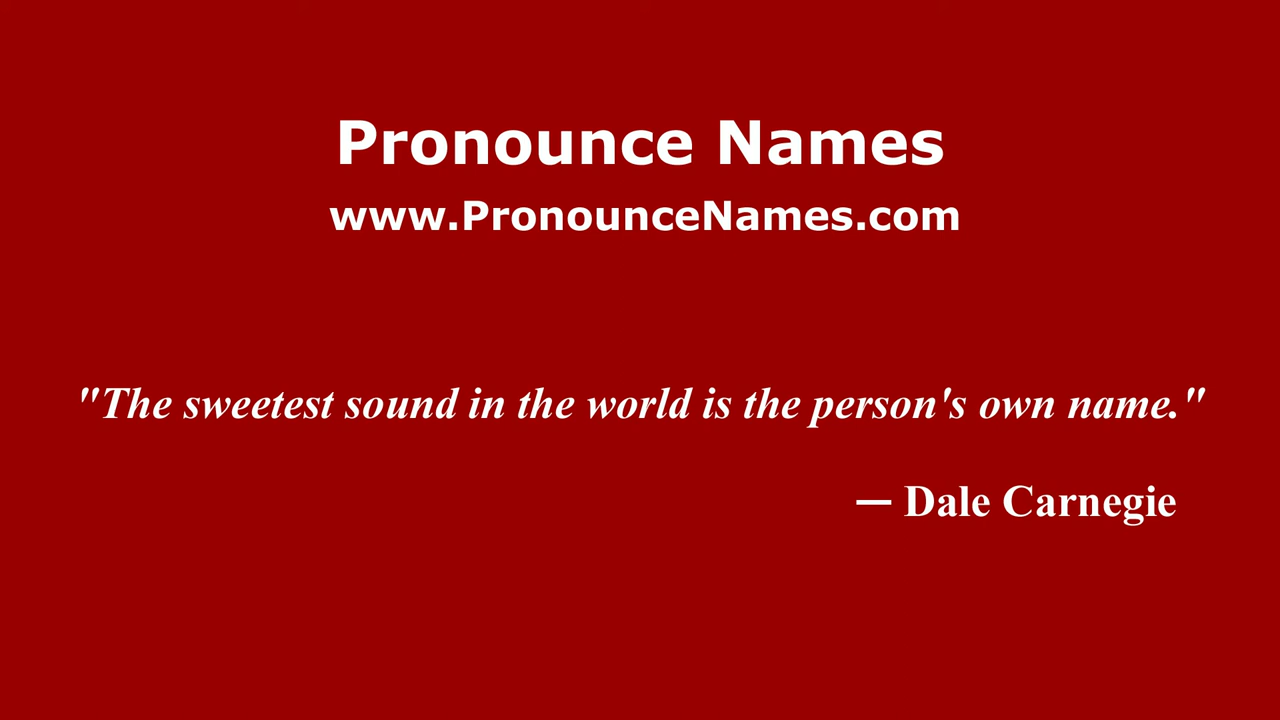 Pronounce Names
www.PronounceNames.com
"The sweetest sound in the world is the person's own name."
— Dale Carnegie